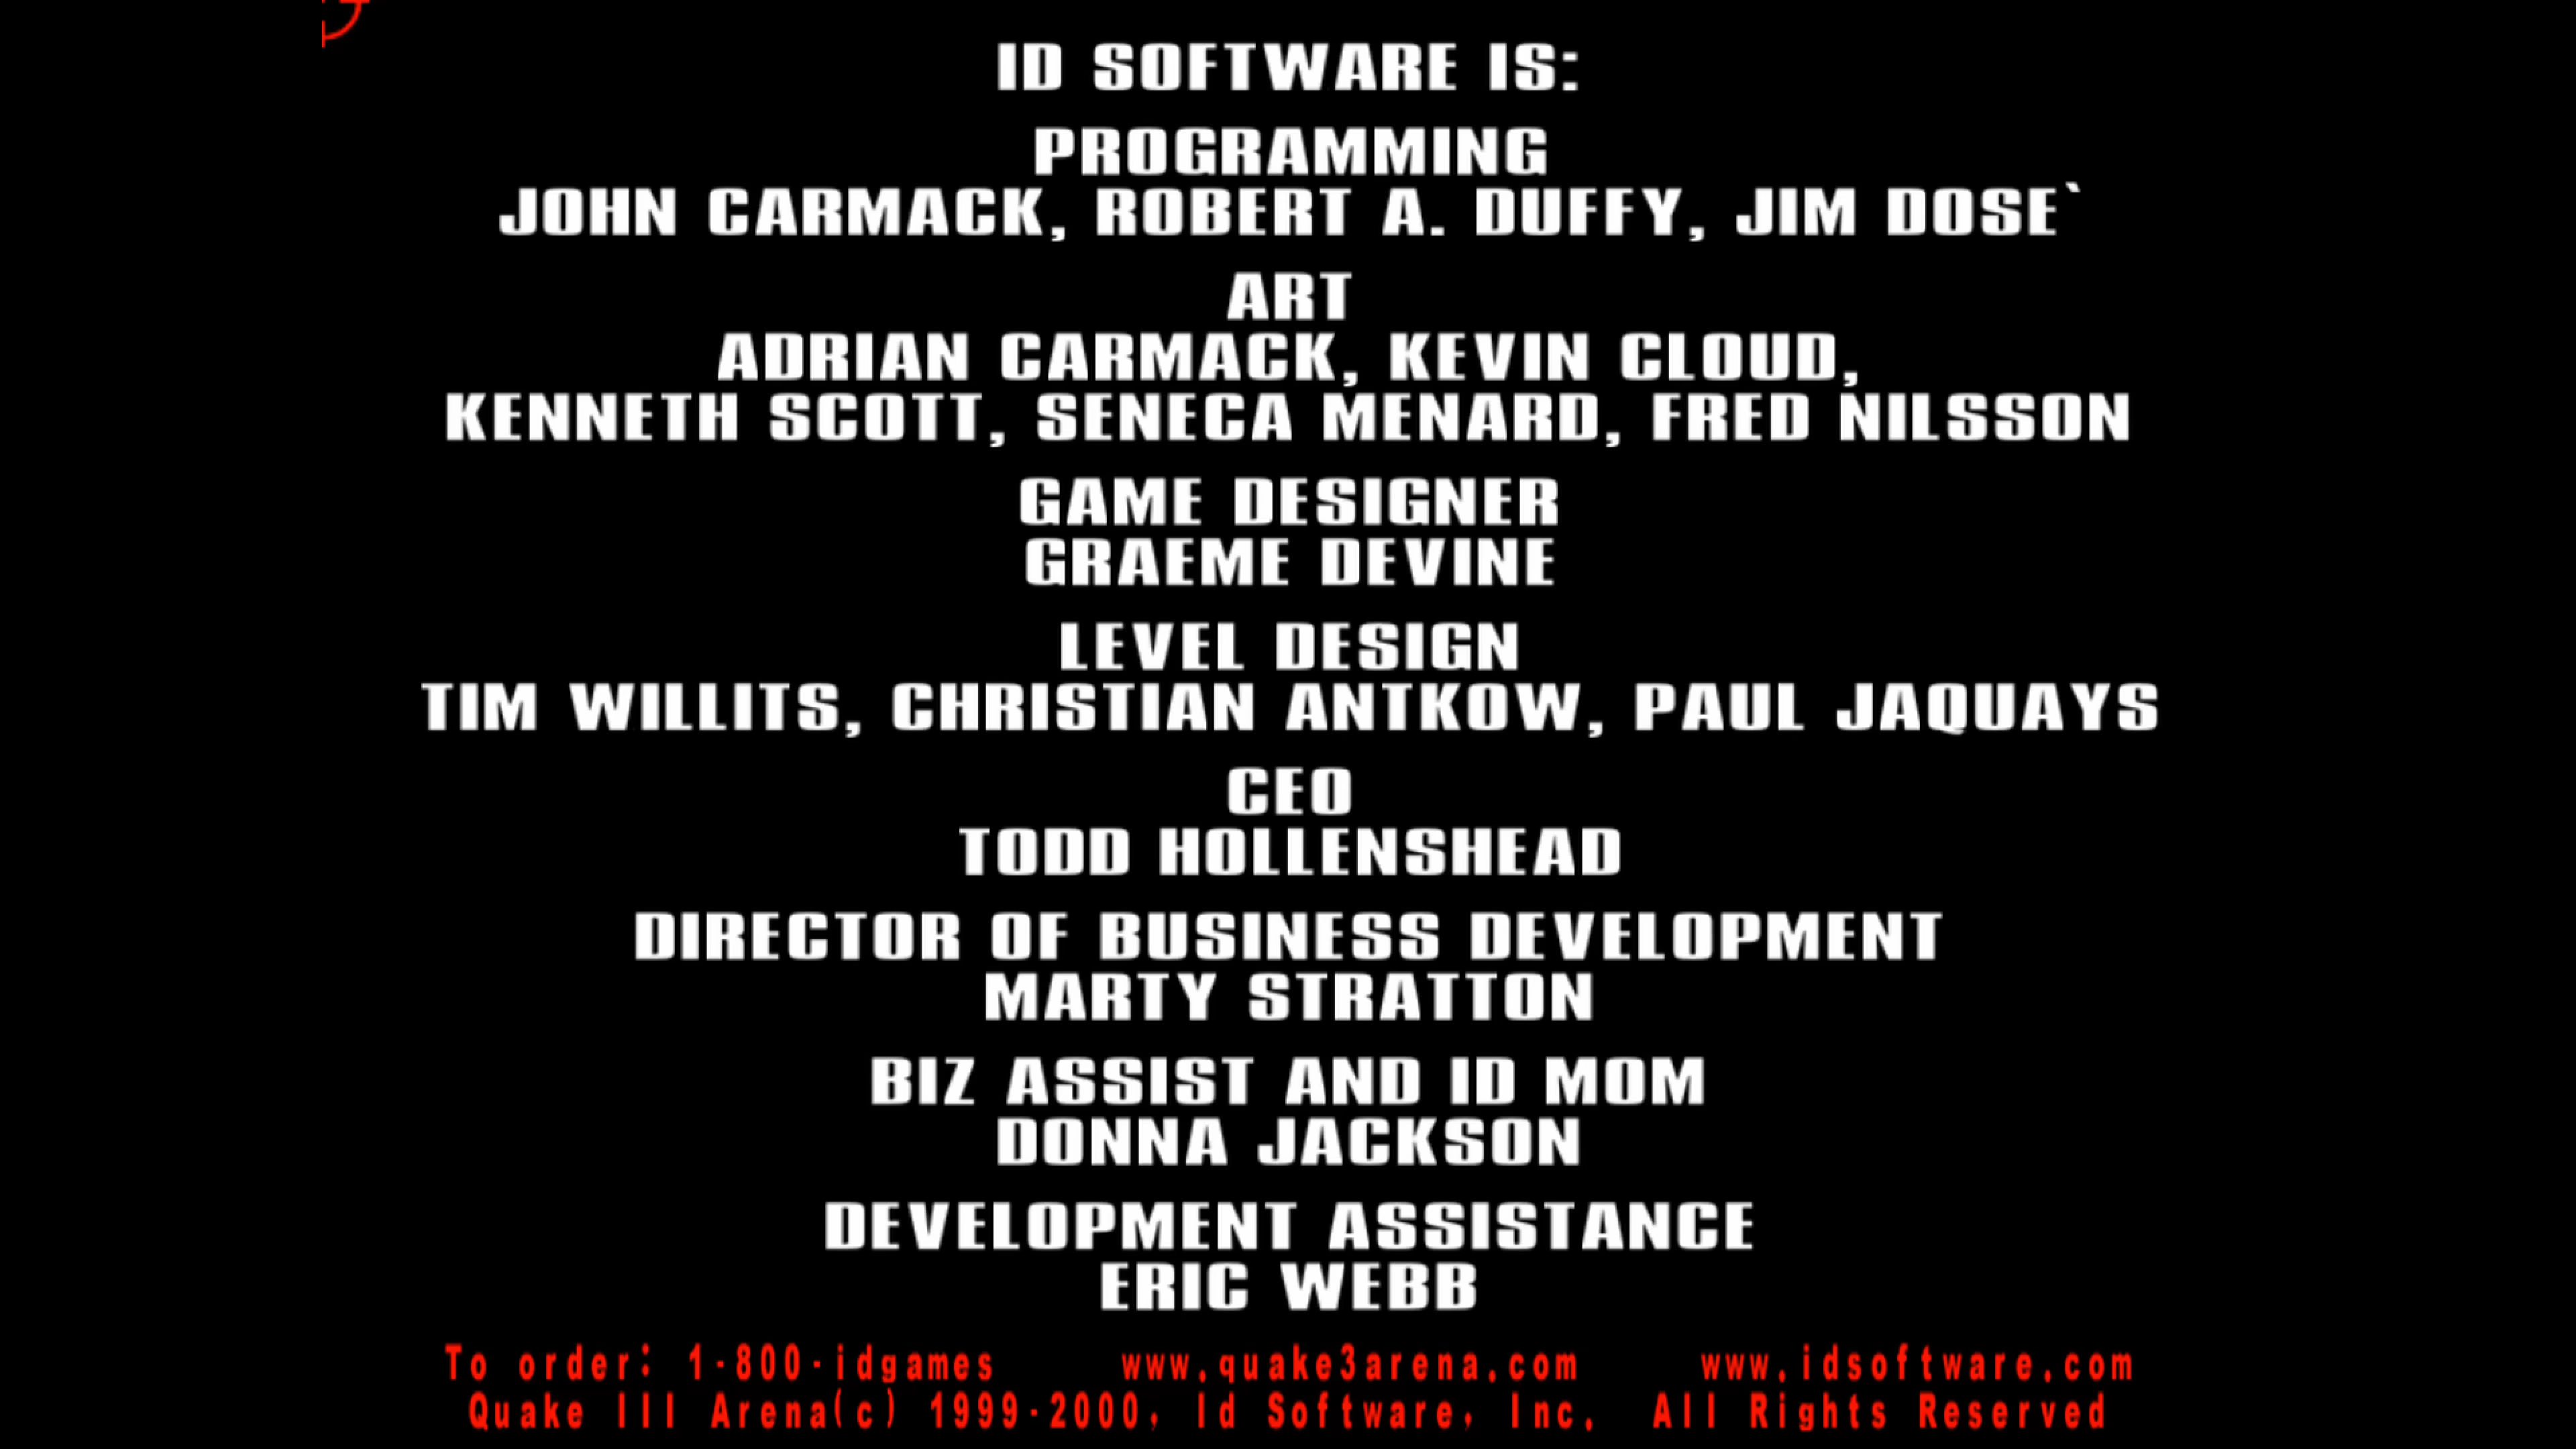 ID SOFTWARE IS:
PROGRAMMING
JOHN CARMACK, ROBERT A. DUFFY, JIM DOSE`
ART
ADRIAN CARMACK, KEVIN CLOUD,
KENNETH SCOTT, SENECA MENARD, FRED NILSSON
GAME DESIGNER
GRAEME DEVINE
LEVEL DESIGN
TIM WILLITS, CHRISTIAN ANTKOW, PAUL JAQUAYS
CEO
TODD HOLLENSHEAD
DIRECTOR OF BUSINESS DEVELOPMENT
MARTY STRATTON
BIZ ASSIST AND ID MOM
DONNA JACKSON
DEVELOPMENT ASSISTANCE
ERIC WEBB
To order: 1-800-idgames www.quake3arena.com www.idsoftware.com
Quake III Arena(c) 1999-2000, Id Software, Inc. All Rights Reserved